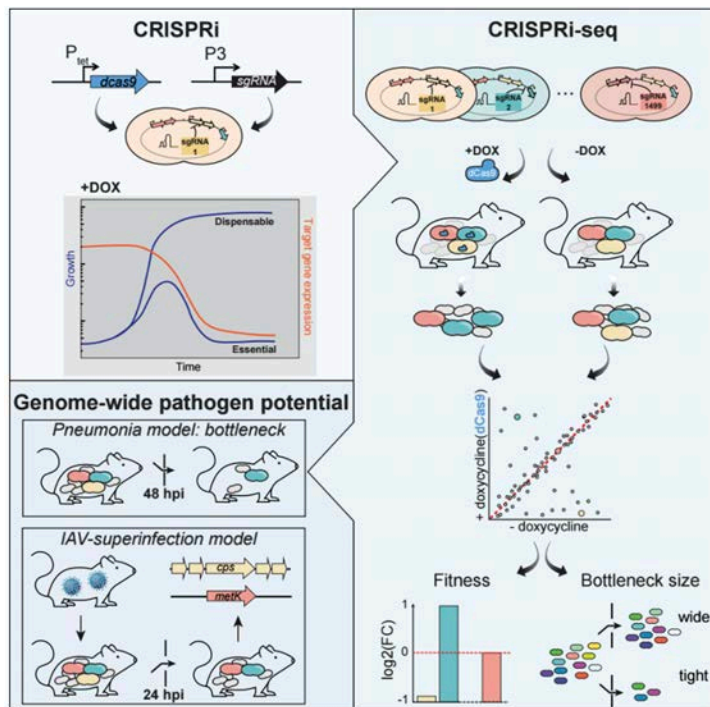 CRISPRi
P tet
dcas9
P3
sgRNA
sgRNA
1
+DOX
Growth
Target gene expression
Dispensable
Essential
Time
CRISPRi-seq
sgRNA
1
sgRNA
2
...
sgRNA
1499
+DOX
-DOX
dCas9
+ doxycycline(dCas9)
- doxycycline
Fitness
log2(FC)
1
0
-1
Bottleneck size
wide
tight
Genome-wide pathogen potential
Pneumonia model: bottleneck
48 hpi
IAV-superinfection model
cps
metK
24 hpi